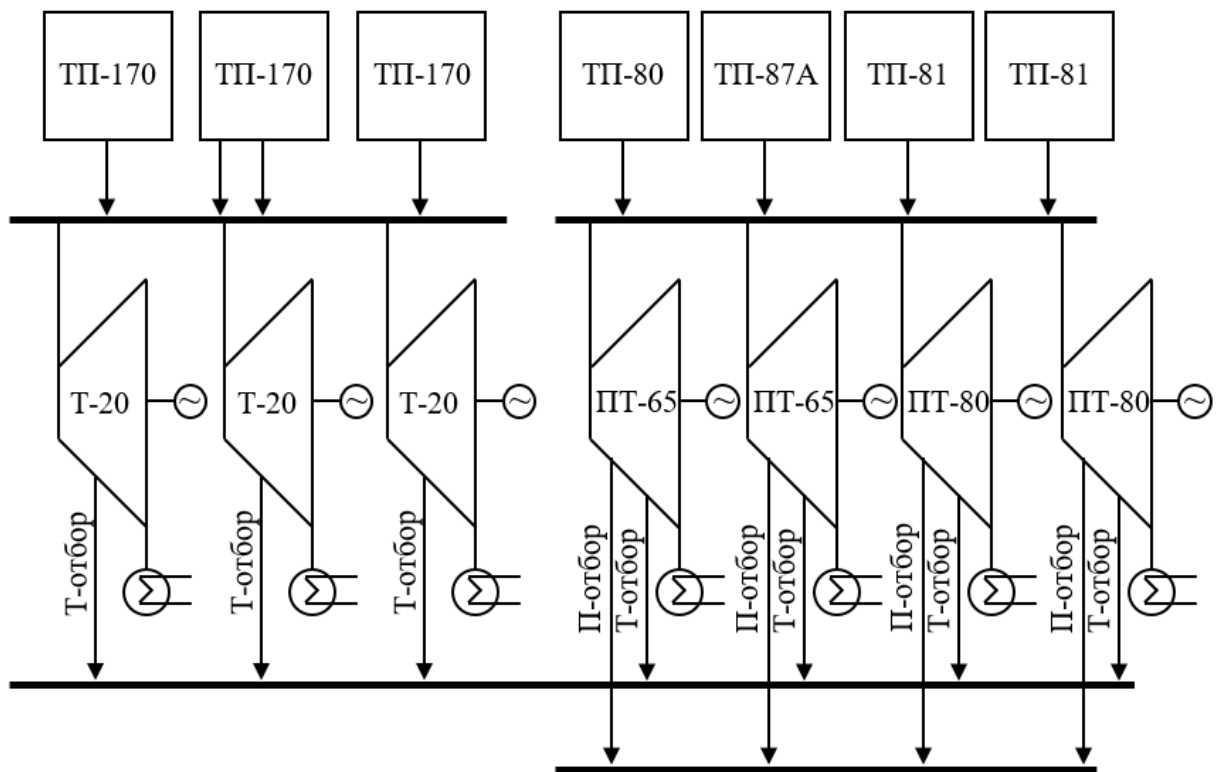 ТП-170
ТП-170
ТП-170
ТП-80
ТП-87А
ТП-81
ТП-81
Т-20
Т-20
Т-20
ПТ-65
ПТ-65
ПТ-80
ПТ-80
Т-отбор
Т-отбор
Т-отбор
П-отбор
Т-отбор
П-отбор
Т-отбор
П-отбор
Т-отбор
П-отбор
Т-отбор